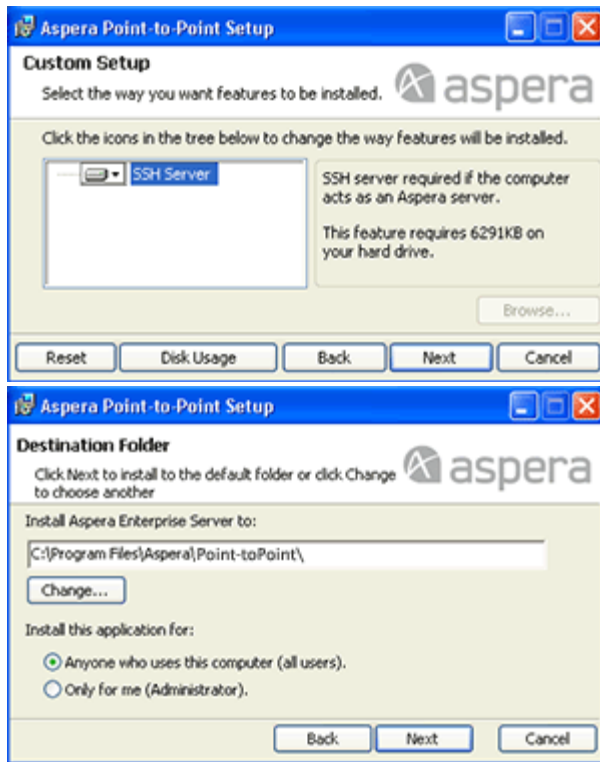 Aspera Point-to-Point Setup
Custom Setup
Select the way you want features to be installed.
aspera
Click the icons in the tree below to change the way features will be installed.
SSH Server
SSH server required if the computer
acts as an Aspera server.
This feature requires 6291KB on
your hard drive.
Browse...
Reset Disk Usage Back Next Cancel
Aspera Point-to-Point Setup
Destination Folder
Click Next to install to the default folder or click Change
to choose another
aspera
Install Aspera Enterprise Server to:
C:\Program Files\Aspera\Point-toPoint\
Change...
Install this application for:
Anyone who uses this computer (all users).
Only for me (Administrator).
Back Next Cancel